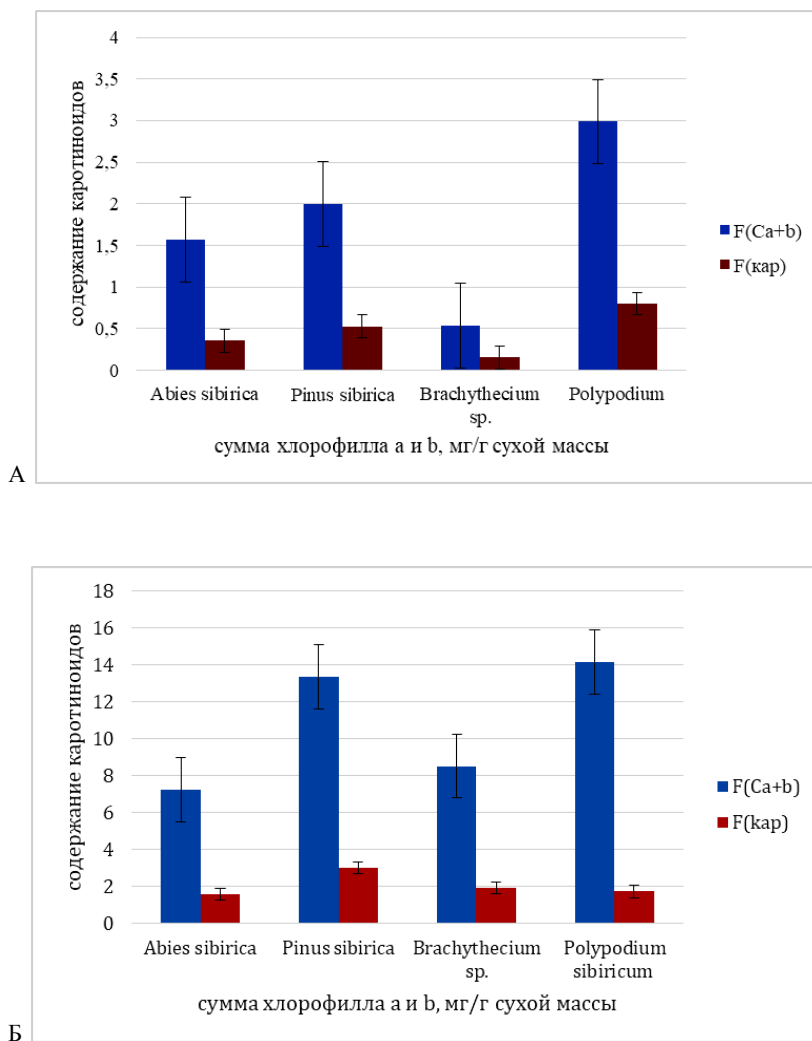 4
3,5
3
2,5
2
1,5
1
0,5
0
содержание каротиноидов
Abies sibirica
Pinus sibirica
Brachythecium
sp.
Polypodium
сумма хлорофилла a и b, мг/г сухой массы
F(Ca+b)
F(кар)
А
18
16
14
12
10
8
6
4
2
0
содержание каротиноидов
Abies sibirica
Pinus sibirica
Brachythecium
sp.
Polypodium
sibiricum
сумма хлорофилла a и b, мг/г сухой массы
F(Ca+b)
F(kap)
Б